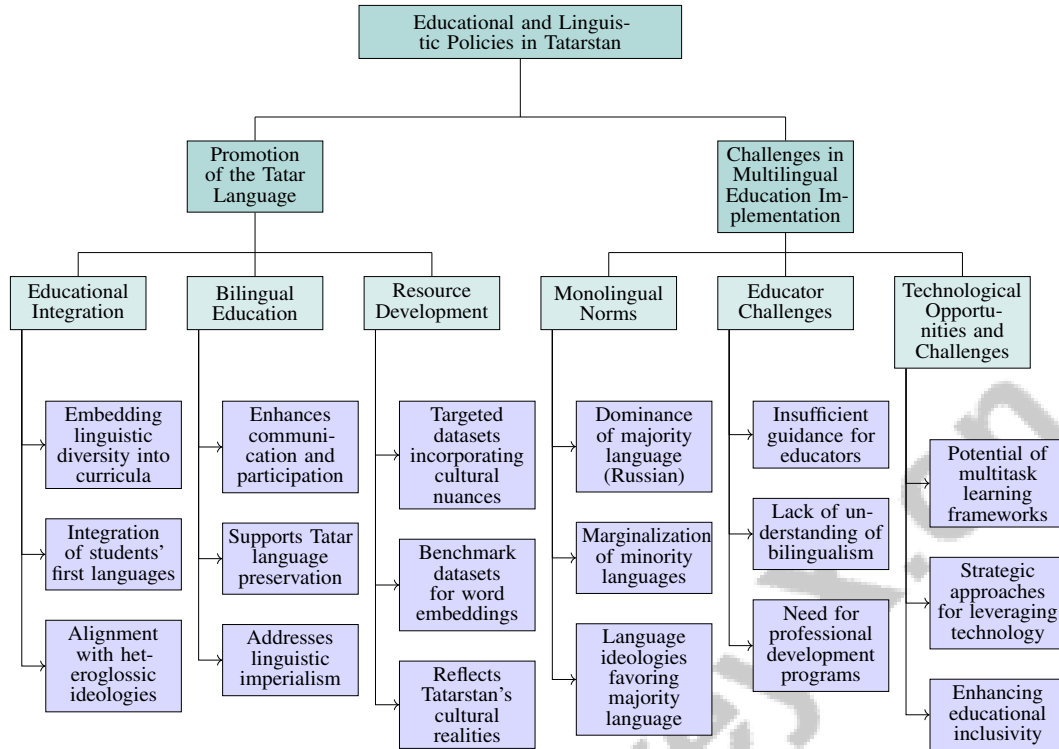 Educational and Linguis-
tic Policies in Tatarstan
Promotion
of the Tatar
Language
Challenges in
Multilingual
Education Im-
plementation
Educational
Integration
Bilingual
Education
Resource
Development
Monolingual
Norms
Educator
Challenges
Technological
Opportu-
nities and
Challenges
Embedding
linguistic
diversity into
curricula
Integration
of students'
first languages
Alignment
with het-
eroglossic
ideologies
Enhances
communi-
cation and
participation
Supports Tatar
language
preservation
Addresses
linguistic
imperialism
Targeted
datasets
incorporating
cultural
nuances
Benchmark
datasets
for word
embeddings
Reflects
Tatarstan's
cultural
realities
Dominance of
majority
language
(Russian)
Marginalization
of minority
languages
Language
ideologies
favoring
majority
language
Insufficient
guidance for
educators
Lack of un-
derstanding of
bilingualism
Need for
professional
development
programs
Potential of
multitask
learning
frameworks
Strategic
approaches
for leveraging
technology
Enhancing
educational
inclusivity